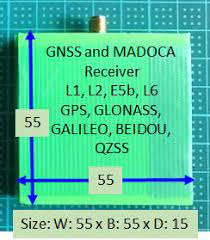 GNSS and MADOCA
Receiver
L1, L2, E5b, L6
GPS, GLONASS,
GALILEO, BEIDOU,
QZSS
55
55
Size: W: 55 x B: 55 x D: 15